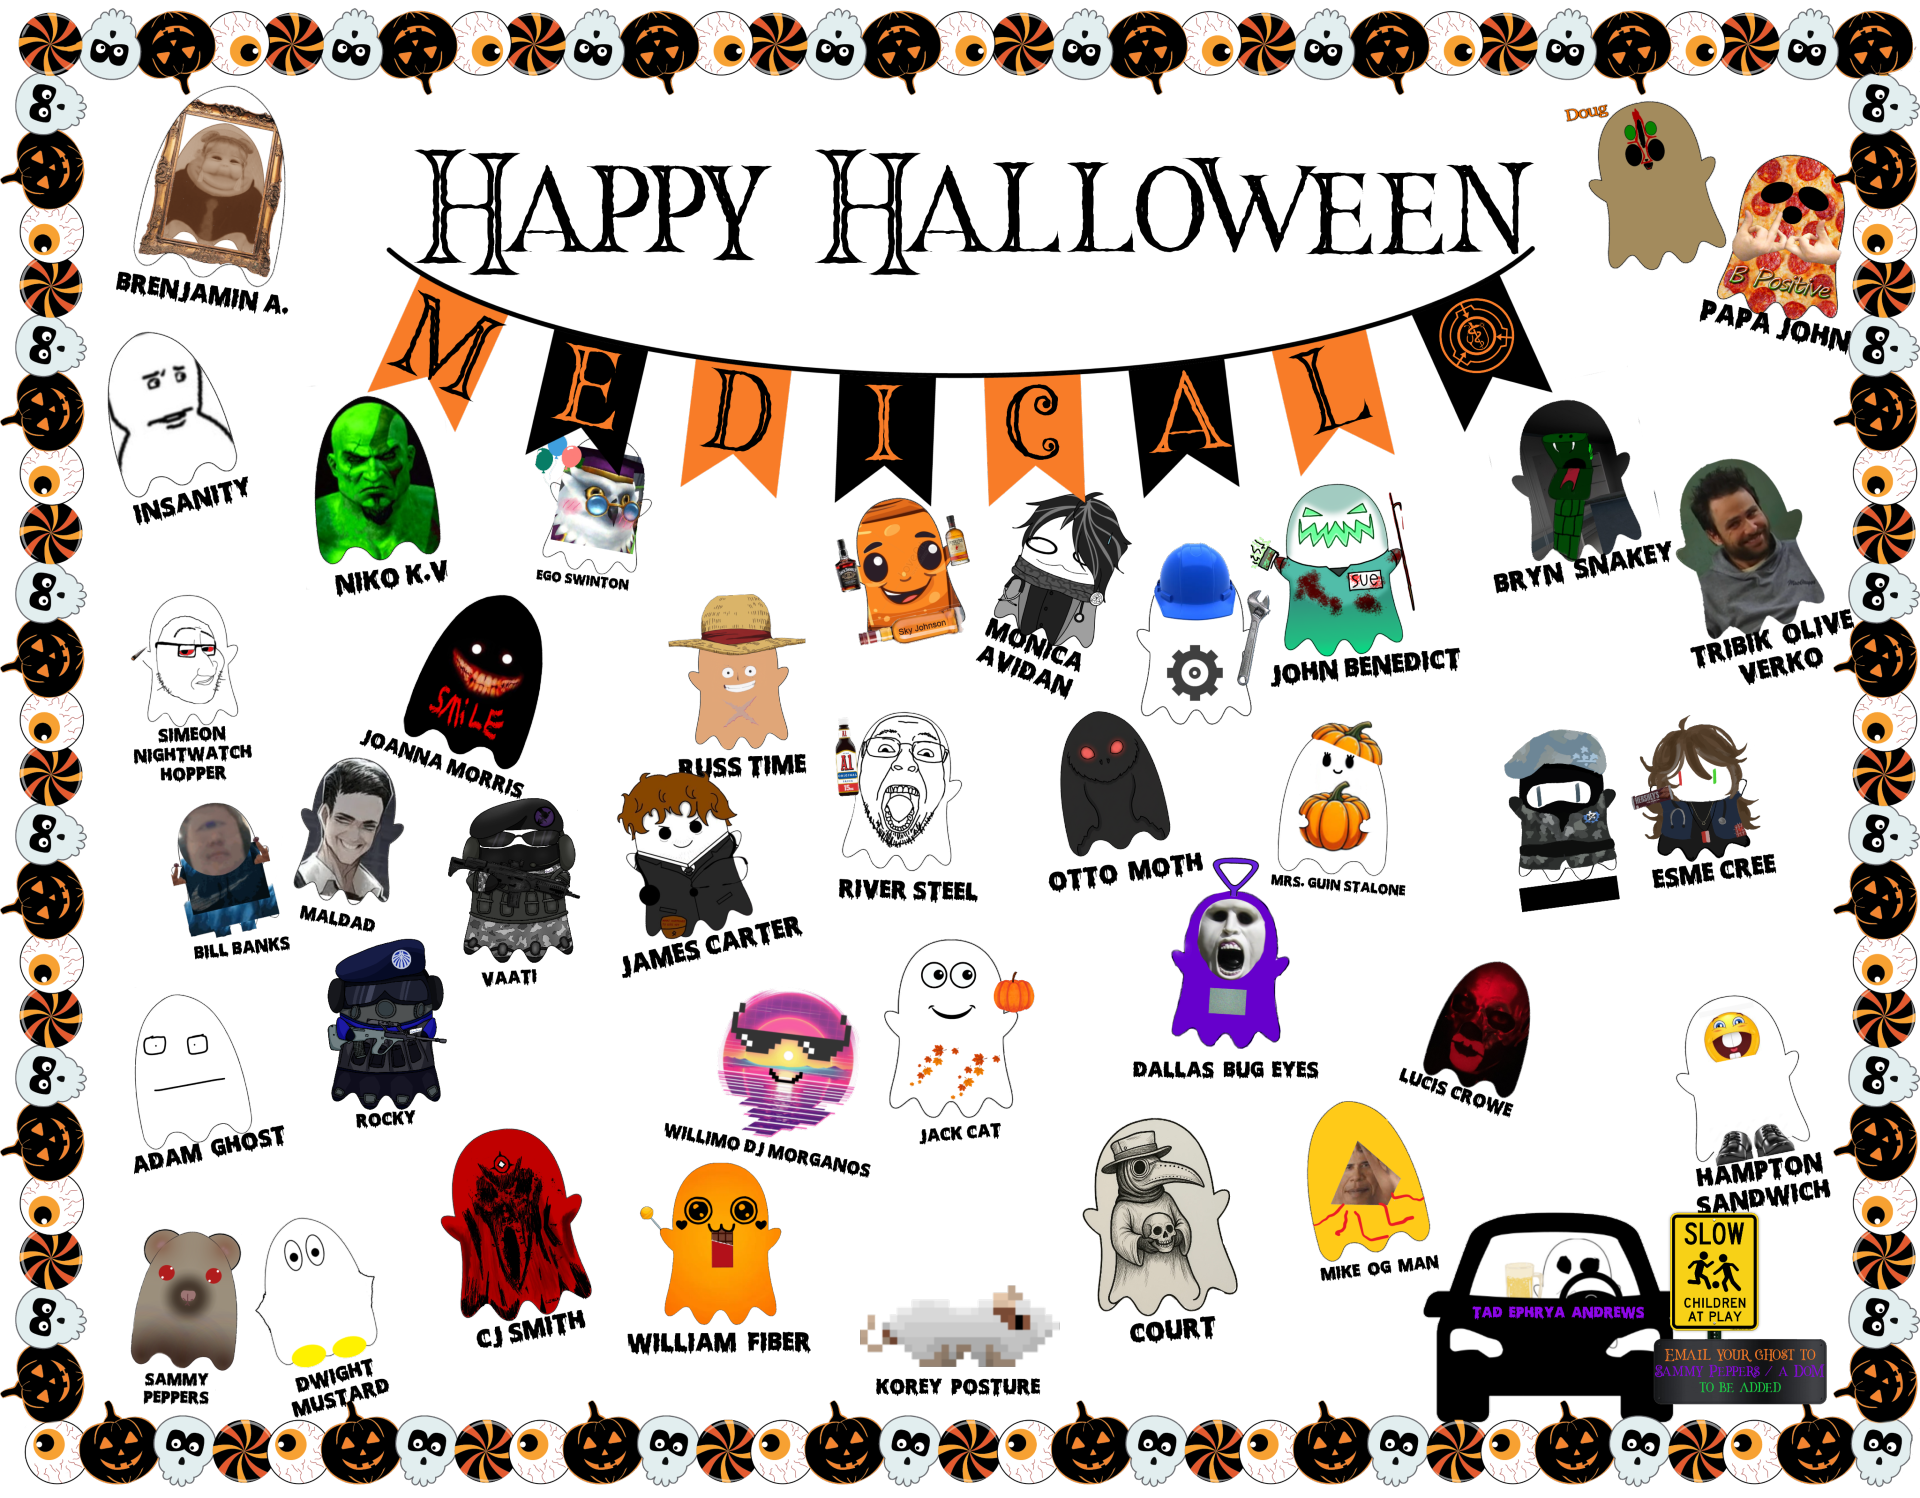 HAPPY HALLOWEEN
MEDICAL
Doug
BRENJAMIN A.
B Positive
PAPA JOHN
INSANITY
NIKO K.V
EGO SWINTON
Sky Johnson
MONICA
AVIDAN
SUE
JOHN BENEDICT
BRYN SNAKEY
TRIBIK OLIVE
VERKO
SIMEON
NIGHTWATCH
HOPPER
SMILE
JOANNA MORRIS
RUSS TIME
A1
RIVER STEEL
OTTO MOTH
MRS. GUIN STALONE
HERSHEY'S
ESME CREE
BILL BANKS
MALDAD
VAATI
JAMES CARTER
DALLAS BUG EYES
LUCIS CROWE
ADAM GHOST
ROCKY
WILLIMO DJ MORGANOS
JACK CAT
HAMPTON
SANDWICH
MIKE OG MAN
SLOW
CHILDREN
AT PLAY
TAD EPHRYA ANDREWS
EMAIL YOUR GHOST TO
SAMMY PEPPERS / A DOM
TO BE ADDED
CJ SMITH
WILLIAM FIBER
COURT
KOREY POSTURE
SAMMY
PEPPERS
DWIGHT
MUSTARD